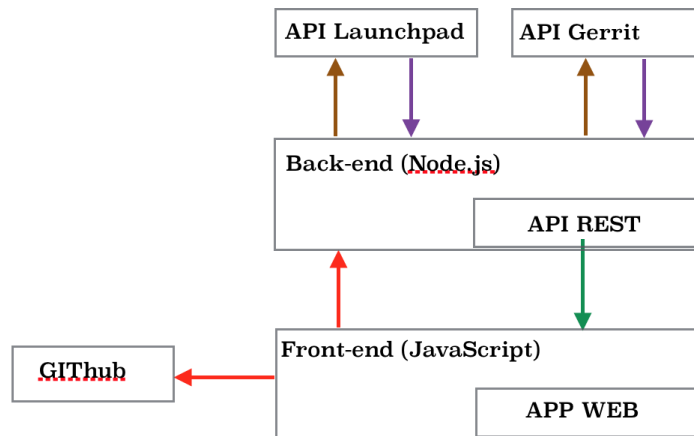 API Launchpad
API Gerrit
Back-end (Node.js)
API REST
Front-end (JavaScript)
GIThub
APP WEB